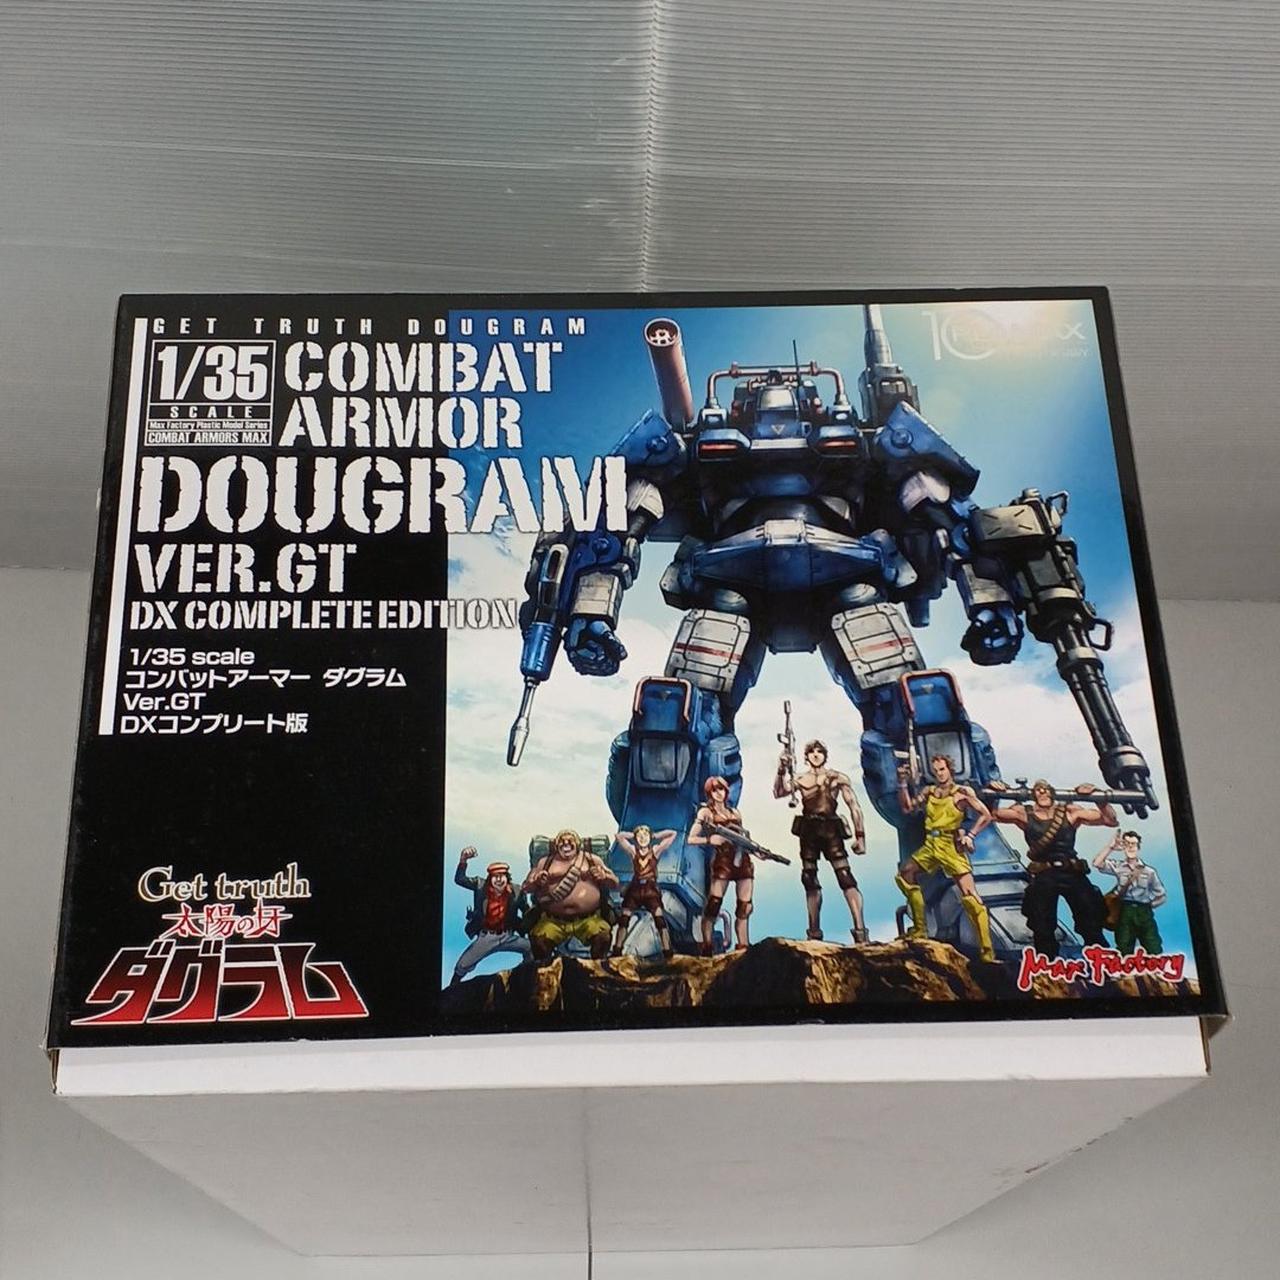 GET TRUTH DOUGRAM
1/35
SCALE
Max Factory Plastic Model Series
COMBAT ARMORS MAX
COMBAT
ARMOR
DOUGRAM
VER.GT
DX COMPLETE EDITION
1/35 scale
コンバットアーマー ダグラム
Ver.GT
DXコンプリート版
Get truth
太陽の牙
ダグラム
Max Factory
10